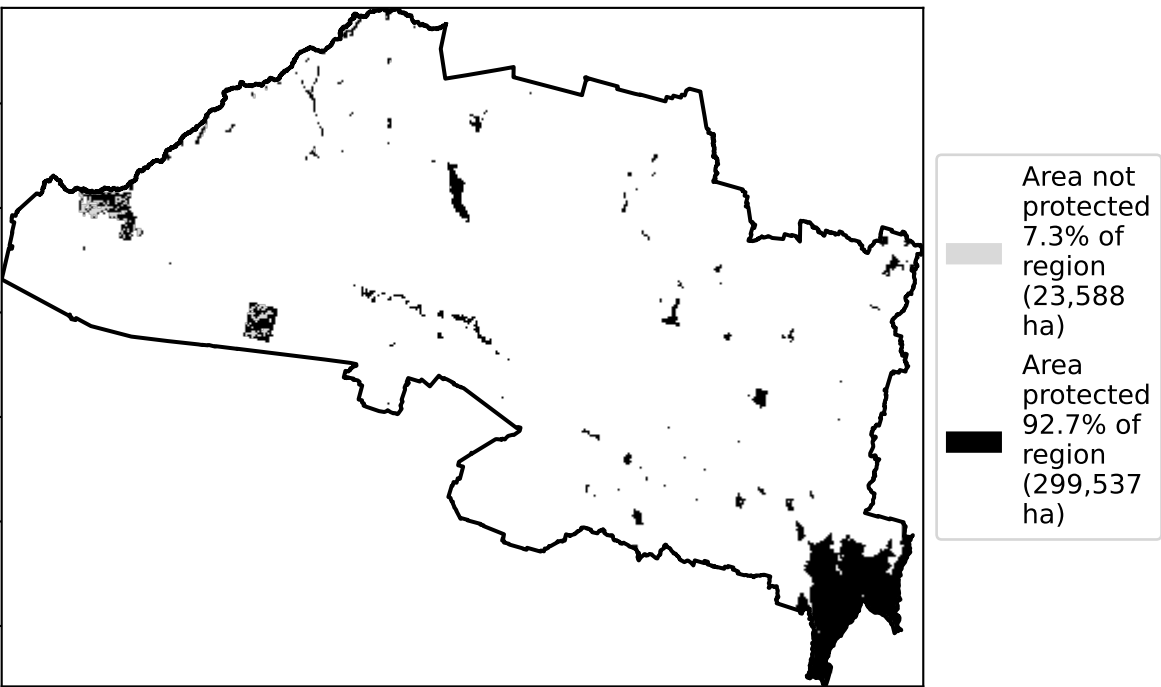 Area not
protected
7.3% of
region
(23,588
ha)
Area
protected
92.7% of
region
(299,537
ha)